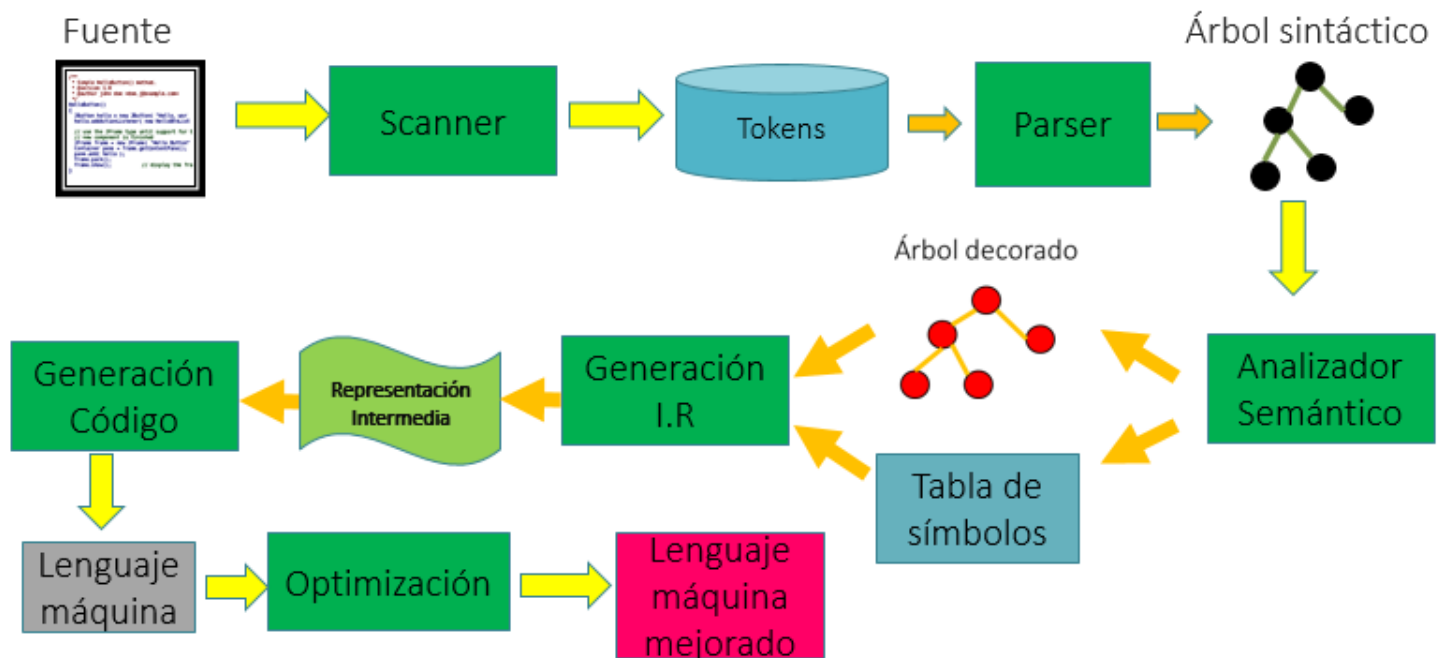 Fuente
Árbol sintáctico
Scanner
Tokens
Parser
Árbol decorado
Generación
Código
Representación
Intermedia
Generación
I.R
Analizador
Semántico
Tabla de
símbolos
Lenguaje
máquina
Optimización
Lenguaje
máquina
mejorado